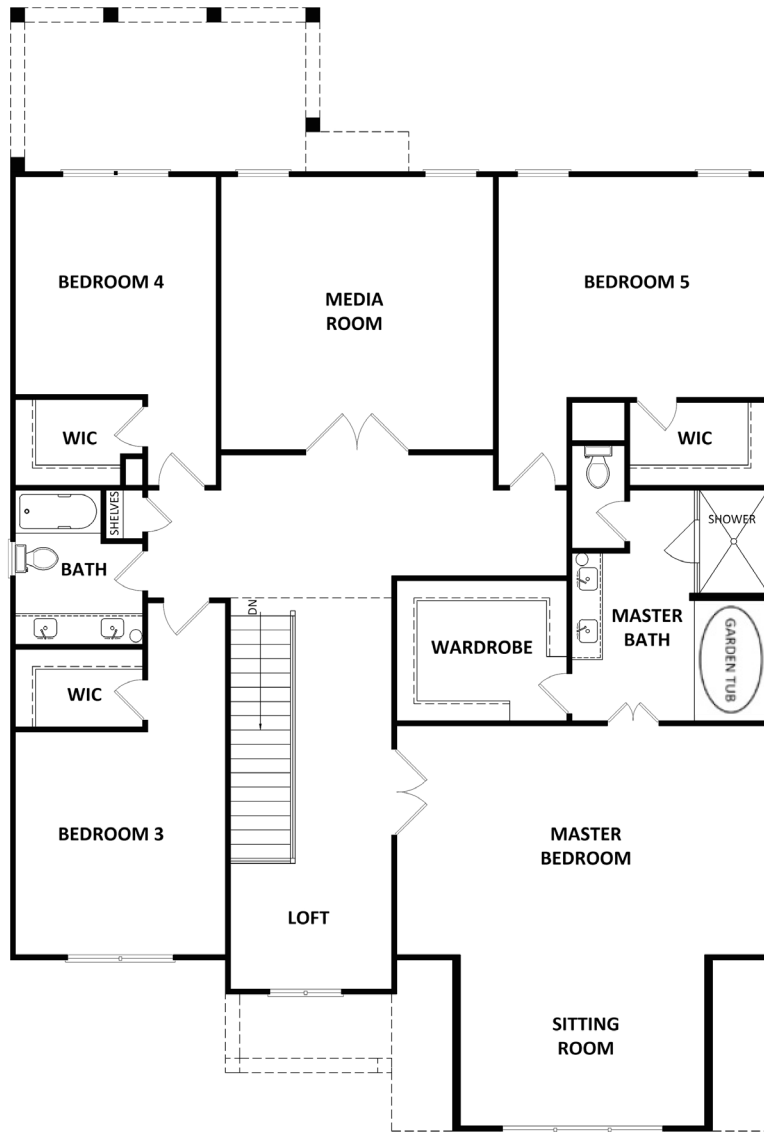 BEDROOM 4
MEDIA
ROOM
BEDROOM 5
WIC
WIC
SHELVES
SHOWER
BATH
DN
MASTER
BATH
WARDROBE
GARDEN TUB
WIC
BEDROOM 3
MASTER
BEDROOM
LOFT
SITTING
ROOM